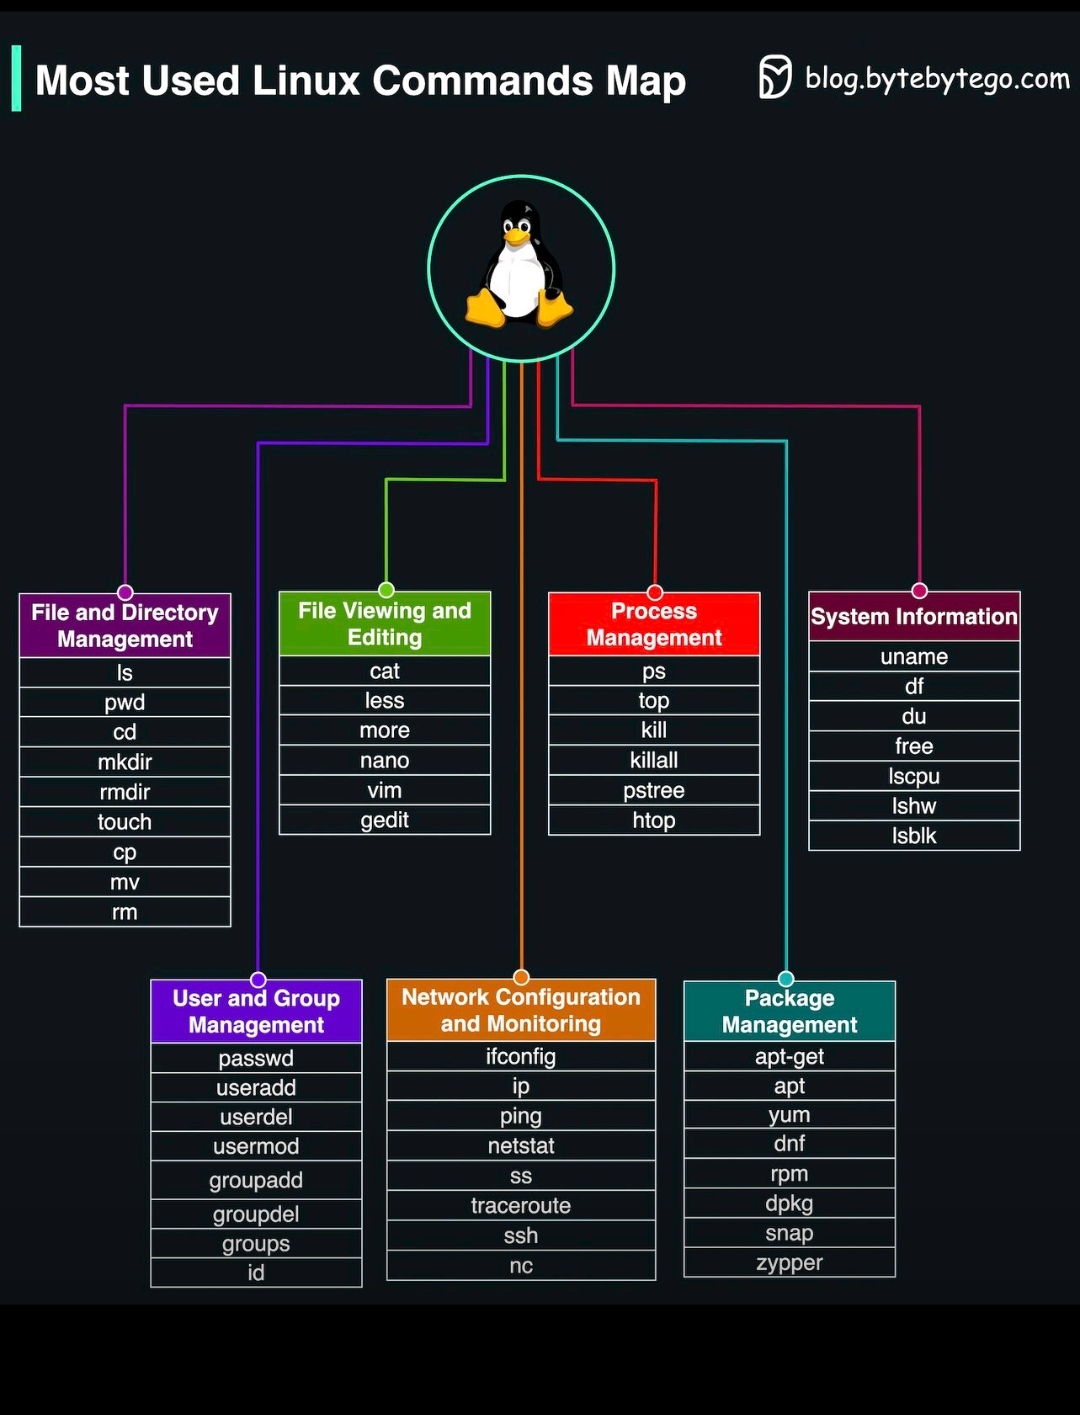 Most Used Linux Commands Map
blog.bytebytego.com
File and Directory
Management
ls
pwd
cd
mkdir
rmdir
touch
cp
mv
rm
File Viewing and
Editing
cat
less
more
nano
vim
gedit
Process
Management
ps
top
kill
killall
pstree
htop
System Information
uname
df
du
free
lscpu
lshw
lsblk
User and Group
Management
passwd
useradd
userdel
usermod
groupadd
groupdel
groups
id
Network Configuration
and Monitoring
ifconfig
ip
ping
netstat
ss
traceroute
ssh
nc
Package
Management
apt-get
apt
yum
dnf
rpm
dpkg
snap
zypper